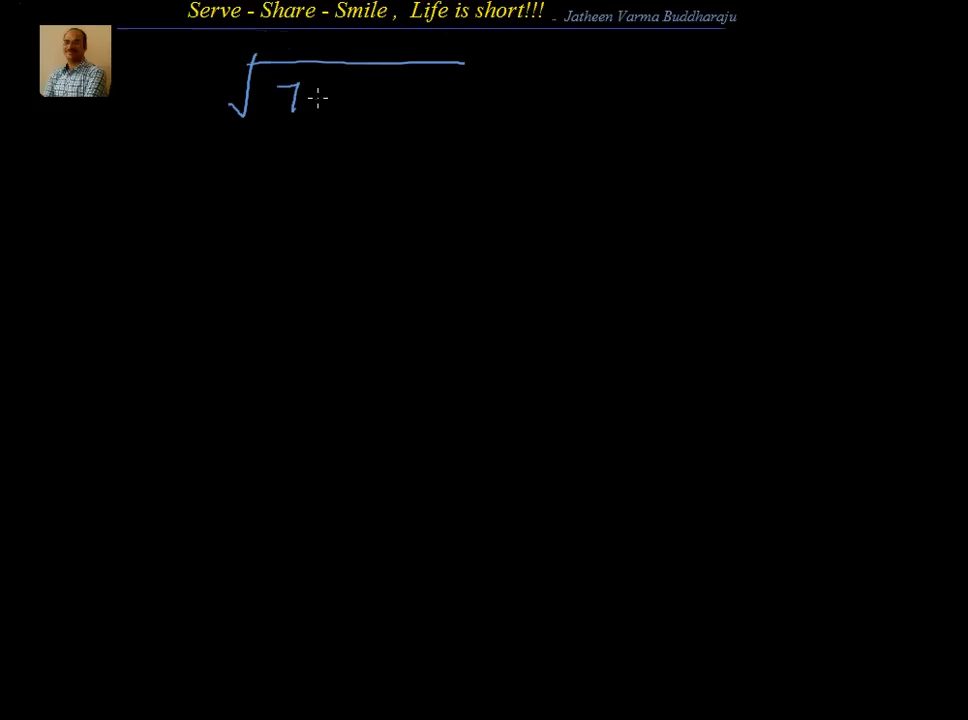 Serve - Share - Smile , Life is short!!! - Jatheen Varma Buddharaju
√7